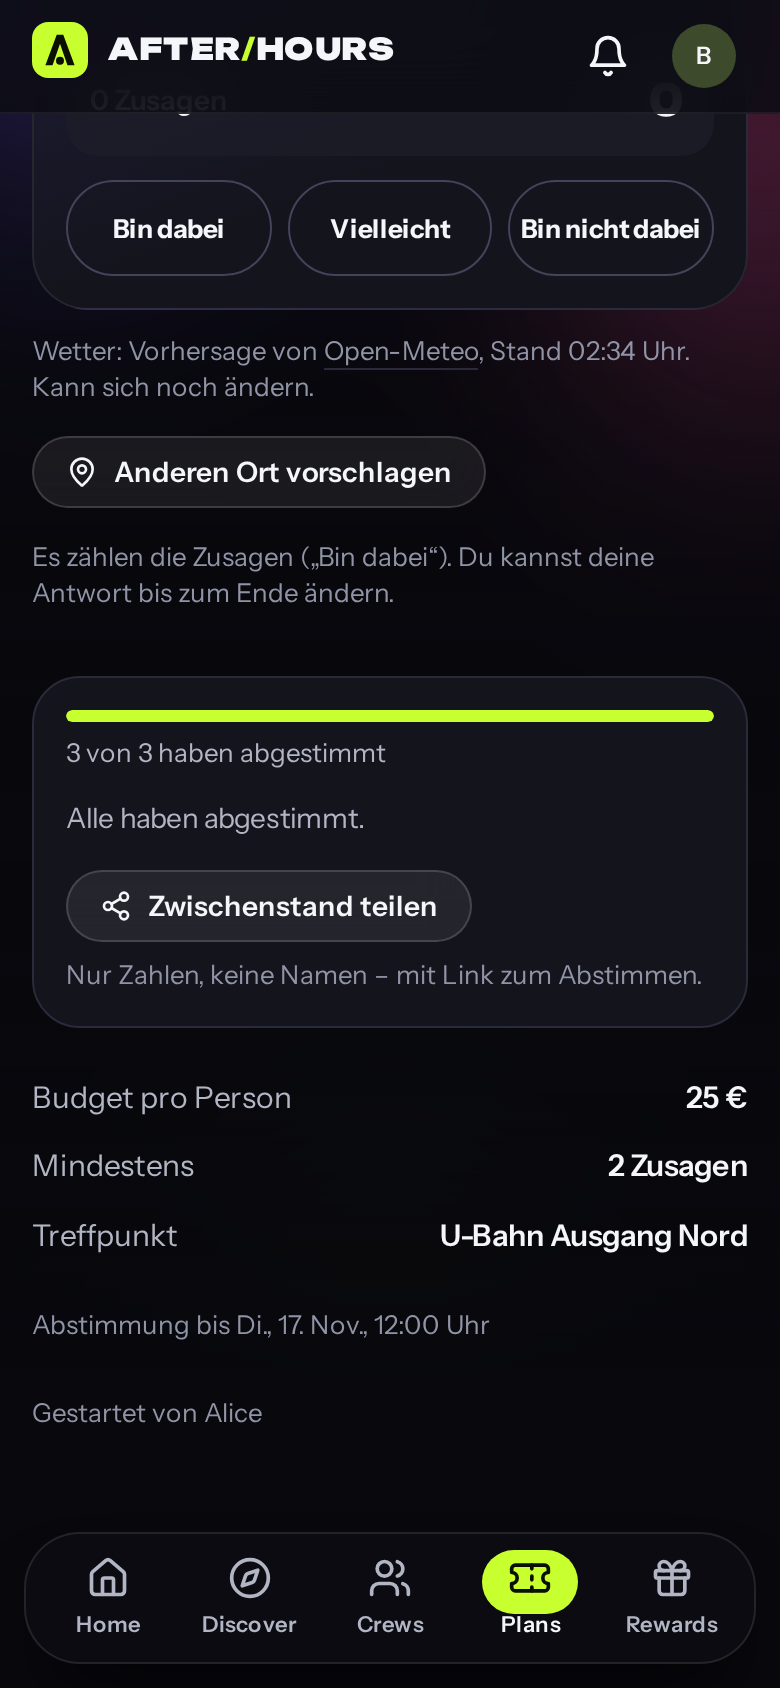 AFTER/HOURS
B
0 Zusagen
0
Bin dabei
Vielleicht
Bin nicht dabei
Wetter: Vorhersage von Open-Meteo, Stand 02:34 Uhr.
Kann sich noch ändern.
Anderen Ort vorschlagen
Es zählen die Zusagen („Bin dabei“). Du kannst deine
Antwort bis zum Ende ändern.
3 von 3 haben abgestimmt
Alle haben abgestimmt.
Zwischenstand teilen
Nur Zahlen, keine Namen – mit Link zum Abstimmen.
Budget pro Person 25 €
Mindestens 2 Zusagen
Treffpunkt U-Bahn Ausgang Nord
Abstimmung bis Di., 17. Nov., 12:00 Uhr
Gestartet von Alice
Home
Discover
Crews
Plans
Rewards